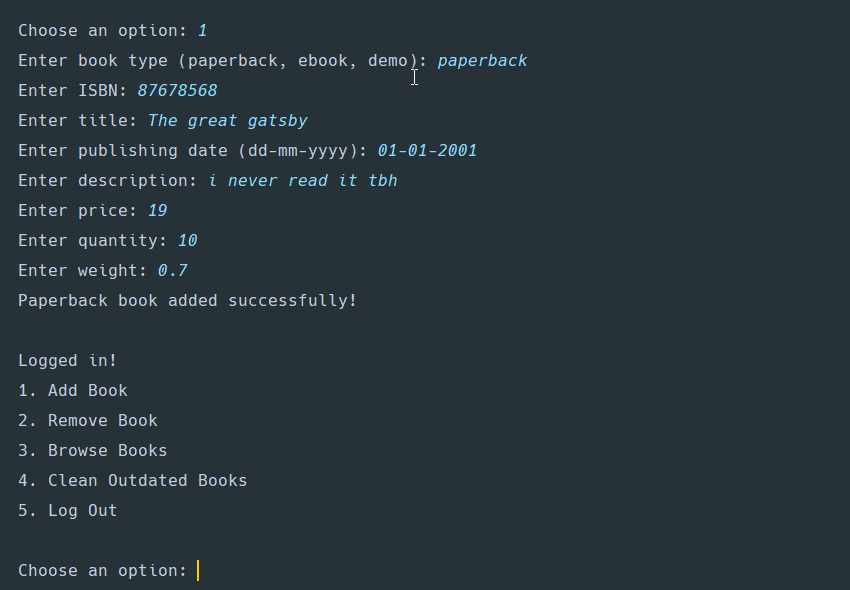 Choose an option: 1
Enter book type (paperback, ebook, demo): paperback
Enter ISBN: 87678568
Enter title: The great gatsby
Enter publishing date (dd-mm-yyyy): 01-01-2001
Enter description: i never read it tbh
Enter price: 19
Enter quantity: 10
Enter weight: 0.7
Paperback book added successfully!
Logged in!
1. Add Book
2. Remove Book
3. Browse Books
4. Clean Outdated Books
5. Log Out
Choose an option: